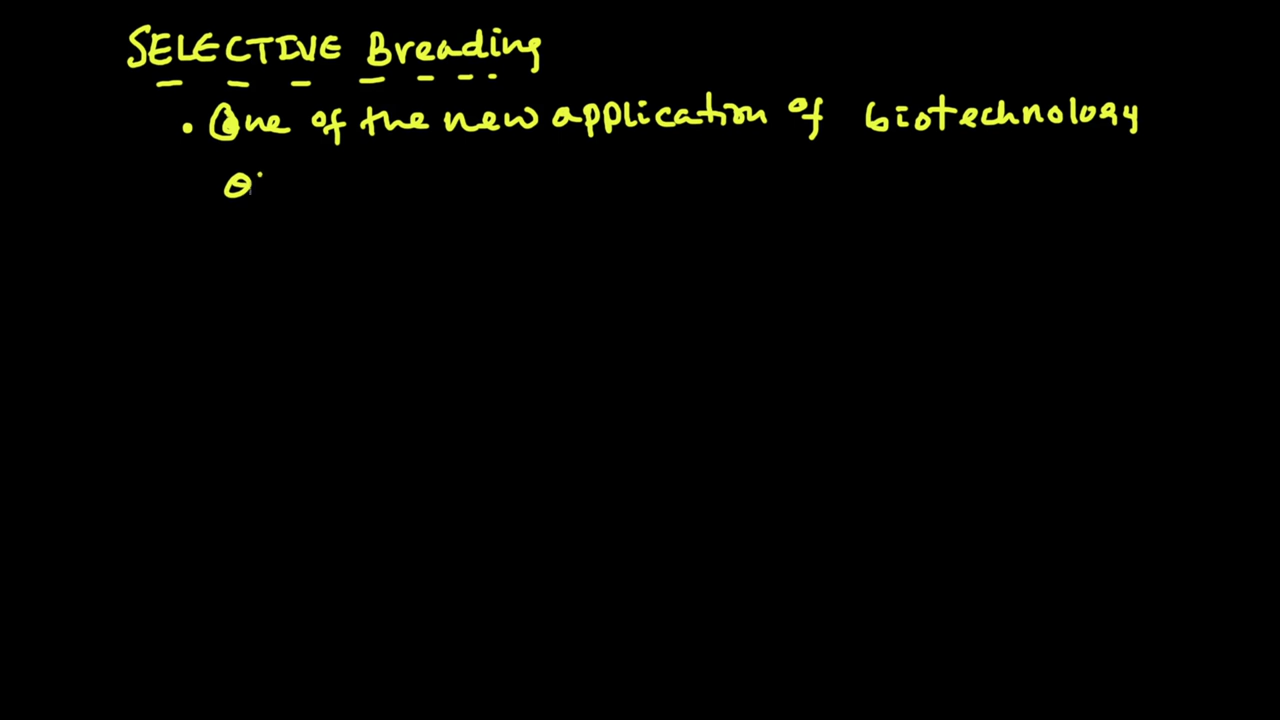 SELECTIVE Breading
. One of the new application of biotechnology